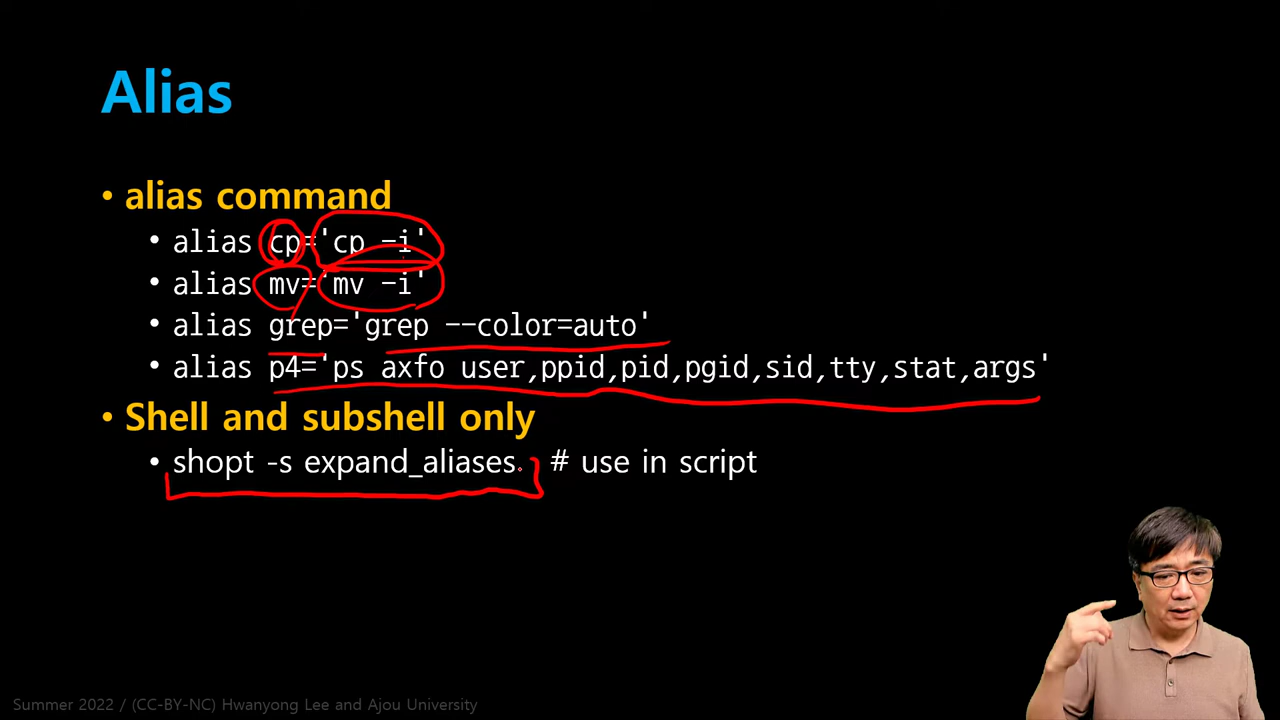 Alias
• alias command
• alias cp='cp -i'
• alias mv='mv -i'
• alias grep='grep --color=auto'
• alias p4='ps axfo user,ppid,pid,pgid,sid,tty,stat,args'
• Shell and subshell only
• shopt -s expand_aliases # use in script
Summer 2022 / (CC-BY-NC) Hwanyong Lee and Ajou University